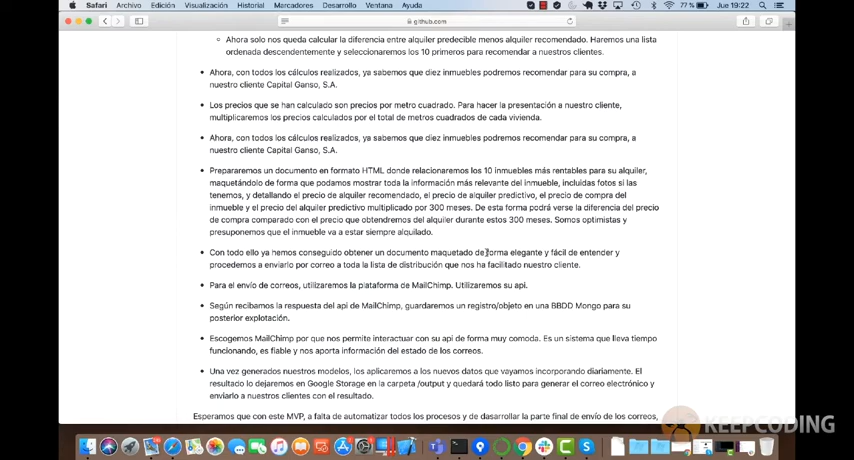 Safari Archivo Edición Visualización Historial Marcadores Desarrollo Ventana Ayuda 77 % Jue 19:22
github.com
Ahora solo nos queda calcular la diferencia entre alquiler predecible menos alquiler recomendado. Haremos una lista
ordenada descendentemente y seleccionaremos los 10 primeros para recomendar a nuestros clientes.
Ahora, con todos los cálculos realizados, ya sabemos que diez inmuebles podremos recomendar para su compra, a
nuestro cliente Capital Ganso, S.A.
Los precios que se han calculado son precios por metro cuadrado. Para hacer la presentación a nuestro cliente,
multiplicaremos los precios calculados por el total de metros cuadrados de cada vivienda.
Ahora, con todos los cálculos realizados, ya sabemos que diez inmuebles podremos recomendar para su compra, a
nuestro cliente Capital Ganso, S.A.
Prepararemos un documento en formato HTML donde relacionaremos los 10 inmuebles más rentables para su alquiler,
maquetándolo de forma que podamos mostrar toda la información más relevante del inmueble, incluidas fotos si las
tenemos, y detallando el precio de alquiler recomendado, el precio de alquiler predictivo, el precio de compra del
inmueble y el precio del alquiler predictivo multiplicado por 300 meses. De esta forma podrá verse la diferencia del precio
de compra comparado con el precio que obtendremos del alquiler durante estos 300 meses. Somos optimistas y
presuponemos que el inmueble va a estar siempre alquilado.
Con todo ello ya hemos conseguido obtener un documento maquetado de forma elegante y fácil de entender y
procedemos a enviarlo por correo a toda la lista de distribución que nos ha facilitado nuestro cliente.
Para el envío de correos, utilizaremos la plataforma de MailChimp. Utilizaremos su api.
Según recibamos la respuesta del api de MailChimp, guardaremos un registro/objeto en una BBDD Mongo para su
posterior explotación.
Escogemos MailChimp por que nos permite interactuar con su api de forma muy comoda. Es un sistema que lleva tiempo
funcionando, es fiable y nos aporta información del estado de los correos.
Una vez generados nuestros modelos, los aplicaremos a los nuevos datos que vayamos incorporando diariamente. El
resultado lo dejaremos en Google Storage en la carpeta /output y quedará todo listo para generar el correo electrónico y
enviarlo a nuestros clientes con el resultado.
Esperamos que con este MVP, a falta de automatizar todos los procesos y de dasarrollar la parte final de envío de los correos,
KEEPCODING